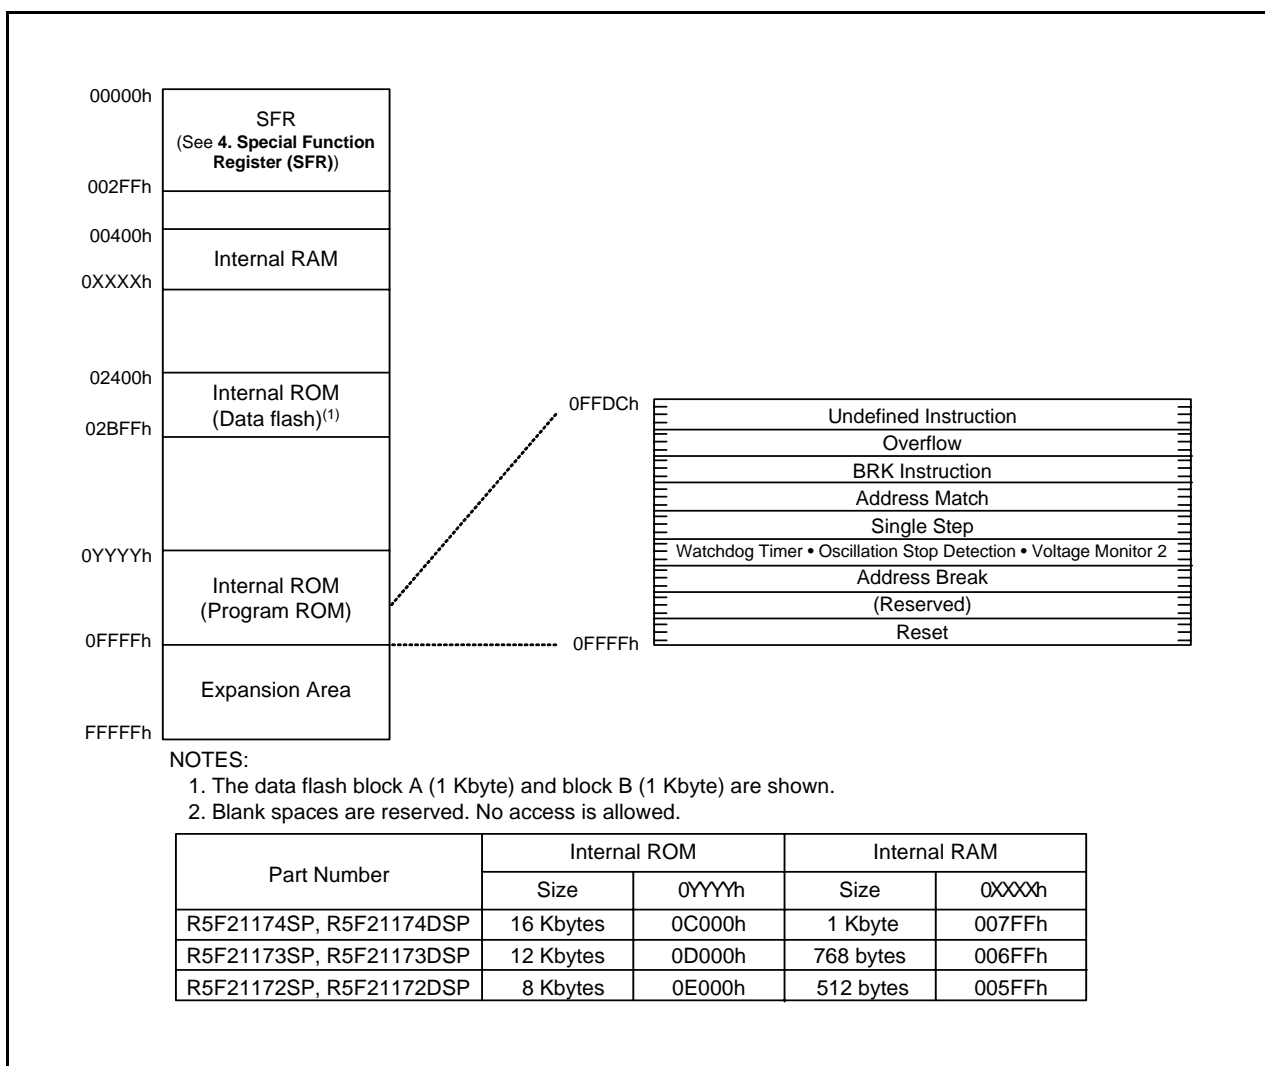 00000h
SFR
(See 4. Special Function
Register (SFR))
002FFh
00400h
Internal RAM
0XXXXh
02400h
Internal ROM
(Data flash)(1)
02BFFh
0YYYYh
Internal ROM
(Program ROM)
0FFFFh
Expansion Area
FFFFFh
0FFDCh
Undefined Instruction
Overflow
BRK Instruction
Address Match
Single Step
Watchdog Timer • Oscillation Stop Detection • Voltage Monitor 2
Address Break
(Reserved)
Reset
0FFFFh
NOTES:
1. The data flash block A (1 Kbyte) and block B (1 Kbyte) are shown.
2. Blank spaces are reserved. No access is allowed.
Part Number Internal ROM Internal RAM
Size 0YYYYh Size 0XXXXh
R5F21174SP, R5F21174DSP 16 Kbytes 0C000h 1 Kbyte 007FFh
R5F21173SP, R5F21173DSP 12 Kbytes 0D000h 768 bytes 006FFh
R5F21172SP, R5F21172DSP 8 Kbytes 0E000h 512 bytes 005FFh